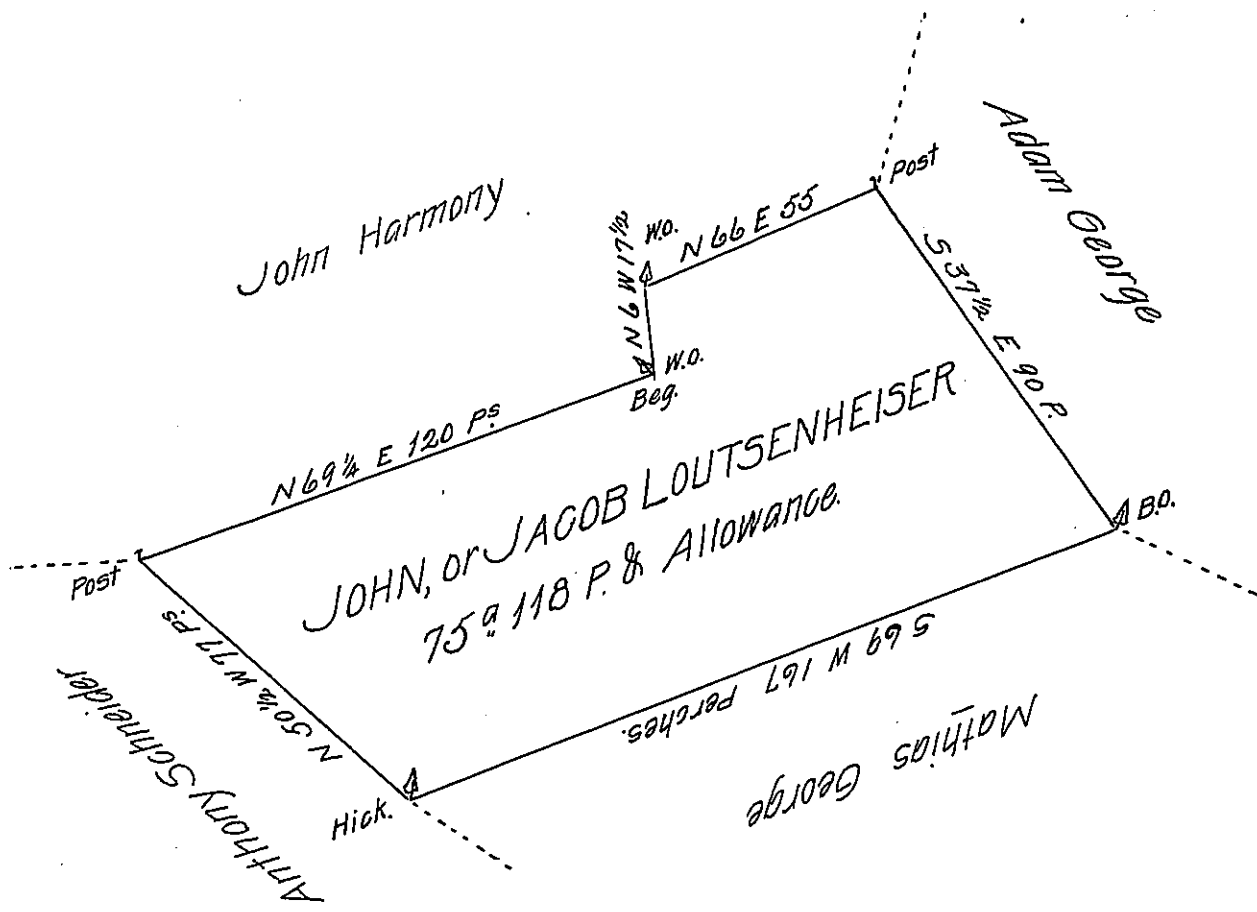 Adam George
John Harmony
Post
W.O.
N 66 E 55
N 6 W 17½
S 37½ E 90 P.
W.O.
Beg.
N 69¼ E 120 Ps.
JOHN, or JACOB LOUTSENHEISER
75a. 118 P. & Allowance.
B.O.
Post
N 50½ W 77 Ps.
S 69 W 167 Perches.
Anthony Schneider
Mathias George
Hick.